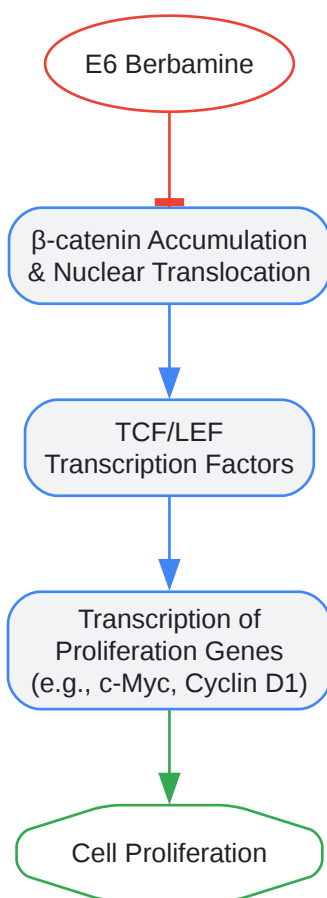 E6 Berbamine
β-catenin Accumulation
& Nuclear Translocation
TCF/LEF
Transcription Factors
Transcription of
Proliferation Genes
(e.g., c-Myc, Cyclin D1)
Cell Proliferation